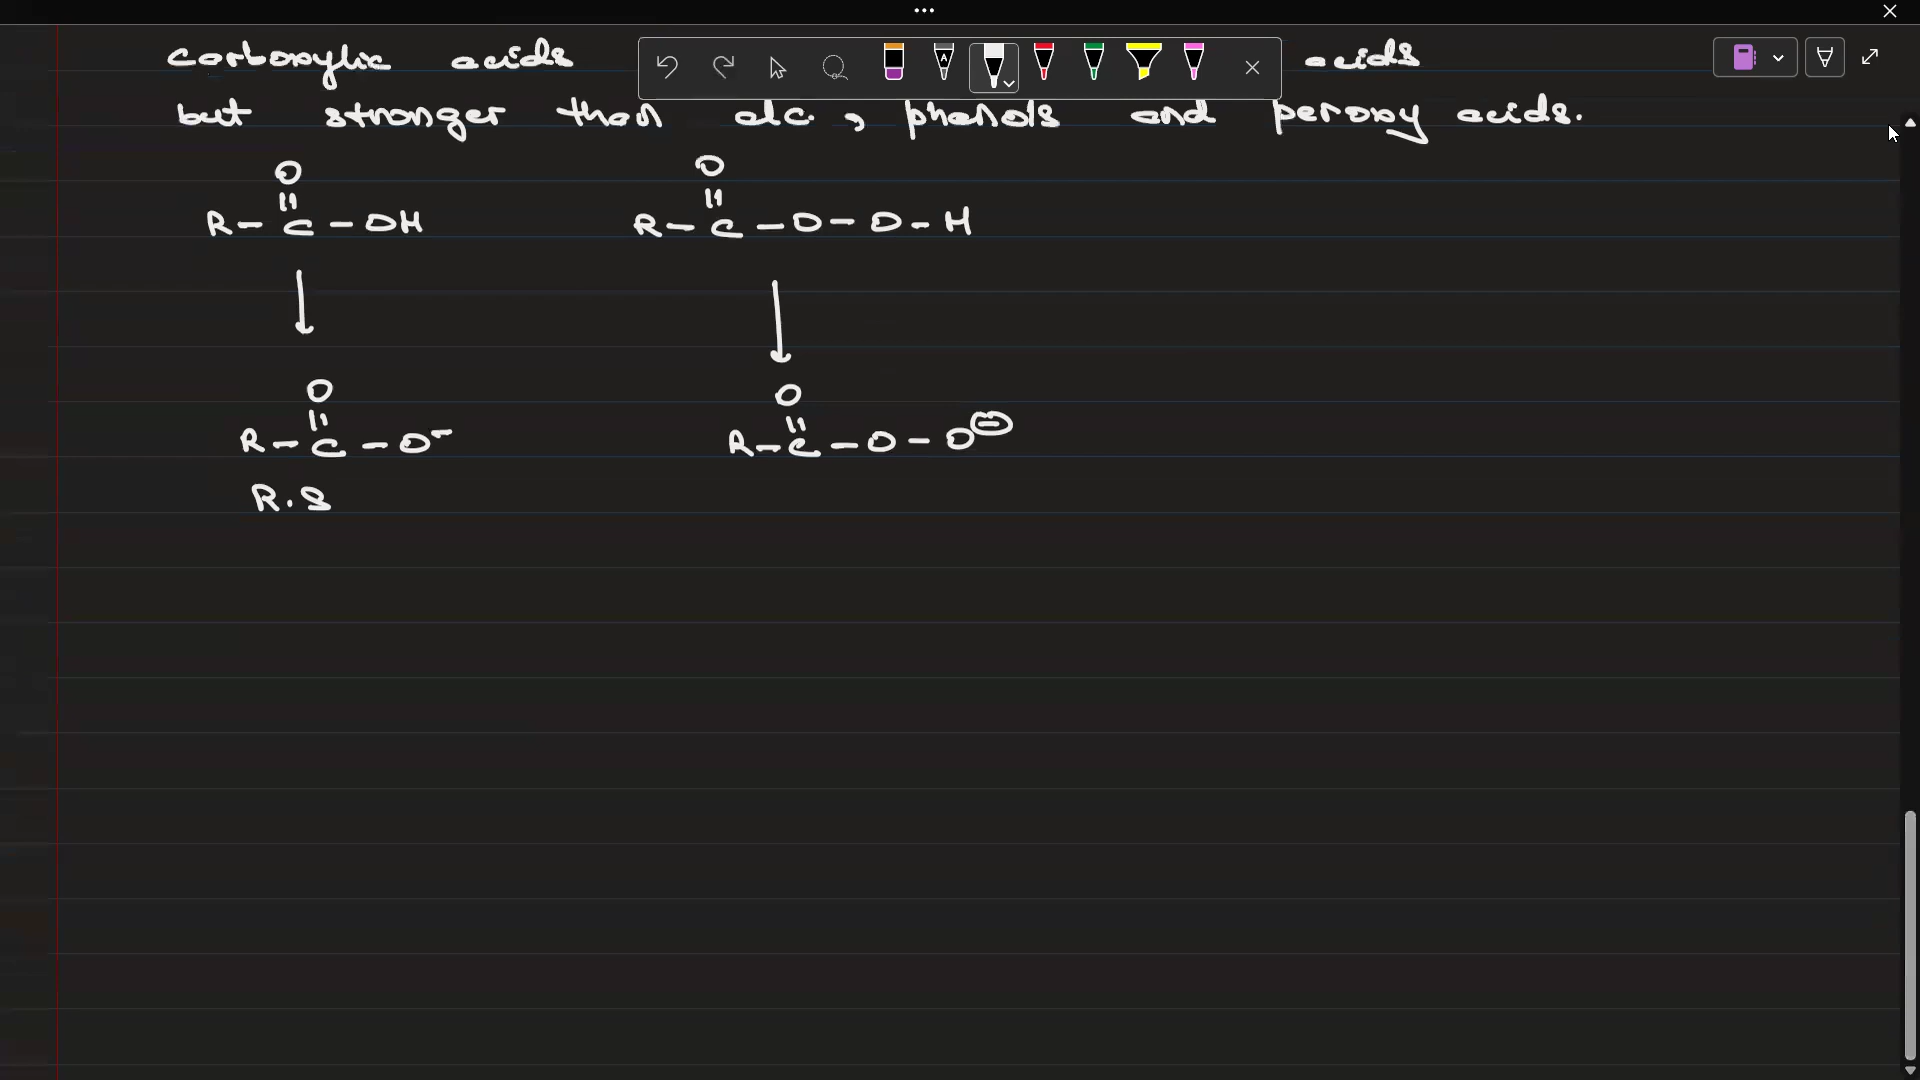 carboxylic acids acids
but stronger than alc., phenols and peroxy acids.
O O
|| ||
R - C - OH R - C - O - O - H
↓ ↓
O O
|| ||
R - C - O⁻ R - C - O - O⊖
R.S